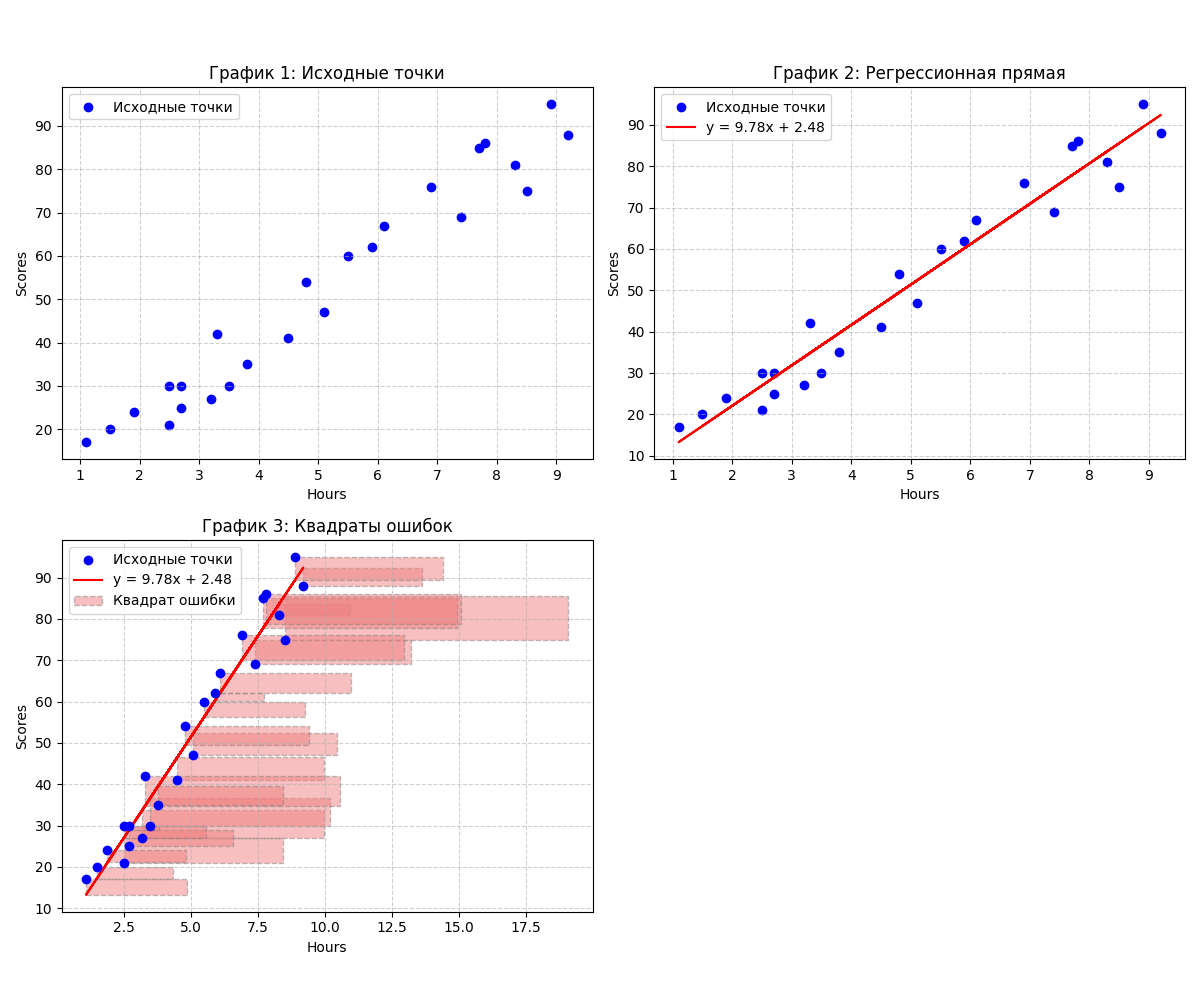 График 1: Исходные точки
Исходные точки
90
80
70
60
50
40
30
20
Scores
1 2 3 4 5 6 7 8 9
Hours
График 2: Регрессионная прямая
Исходные точки
y = 9.78x + 2.48
90
80
70
60
50
40
30
20
10
Scores
1 2 3 4 5 6 7 8 9
Hours
График 3: Квадраты ошибок
Исходные точки
y = 9.78x + 2.48
Квадрат ошибки
90
80
70
60
50
40
30
20
10
Scores
2.5 5.0 7.5 10.0 12.5 15.0 17.5
Hours